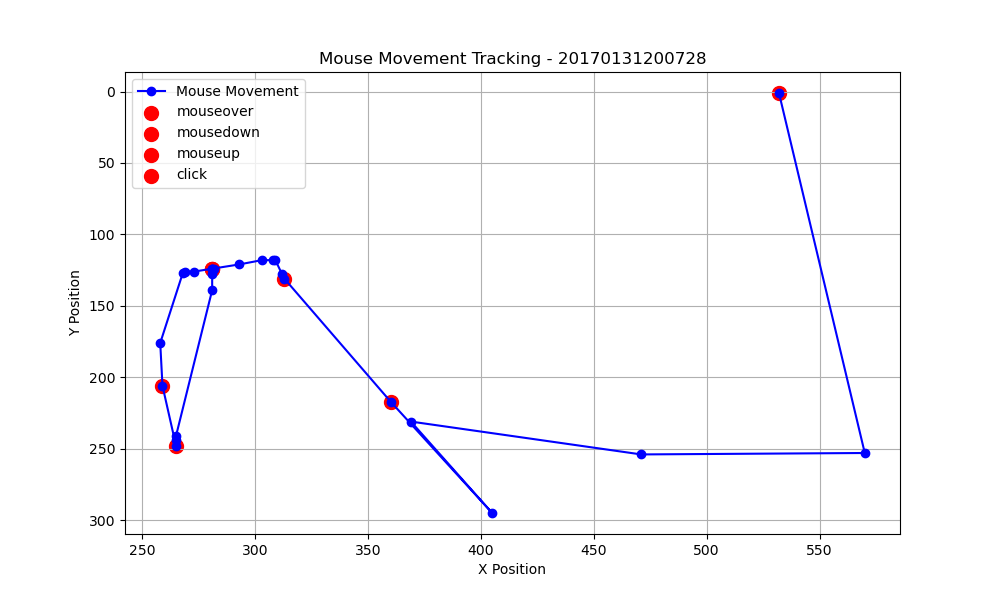 Mouse Movement Tracking - 20170131200728
Mouse Movement
mouseover
mousedown
mouseup
click
0
50
100
150
200
250
300
Y Position
250
300
350
400
450
500
550
X Position